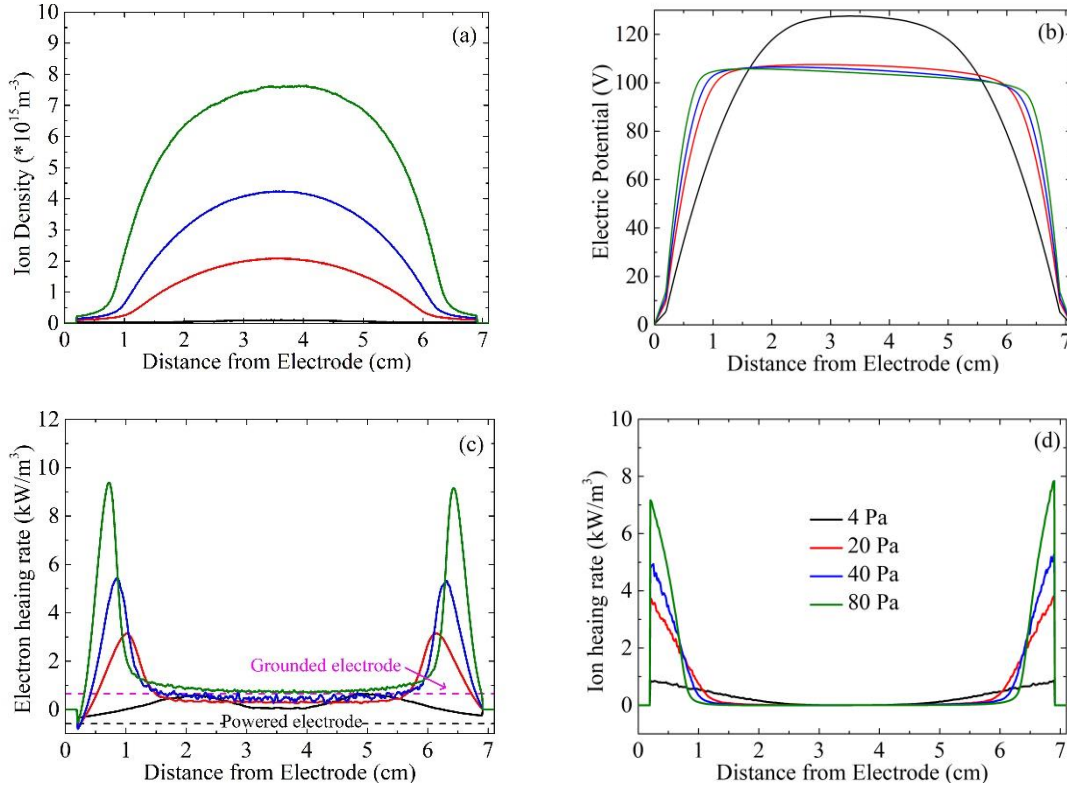 (a)
Ion Density (*10¹⁵m⁻³)
10
9
8
7
6
5
4
3
2
1
0
0 1 2 3 4 5 6 7
Distance from Electrode (cm)
(b)
Electric Potential (V)
120
100
80
60
40
20
0
0 1 2 3 4 5 6 7
Distance from Electrode (cm)
(c)
Electron heaing rate (kW/m³)
12
10
8
6
4
2
0
Grounded electrode
Powered electrode
0 1 2 3 4 5 6 7
Distance from Electrode (cm)
(d)
Ion heaing rate (kW/m³)
10
8
6
4
2
0
4 Pa
20 Pa
40 Pa
80 Pa
0 1 2 3 4 5 6 7
Distance from Electrode (cm)